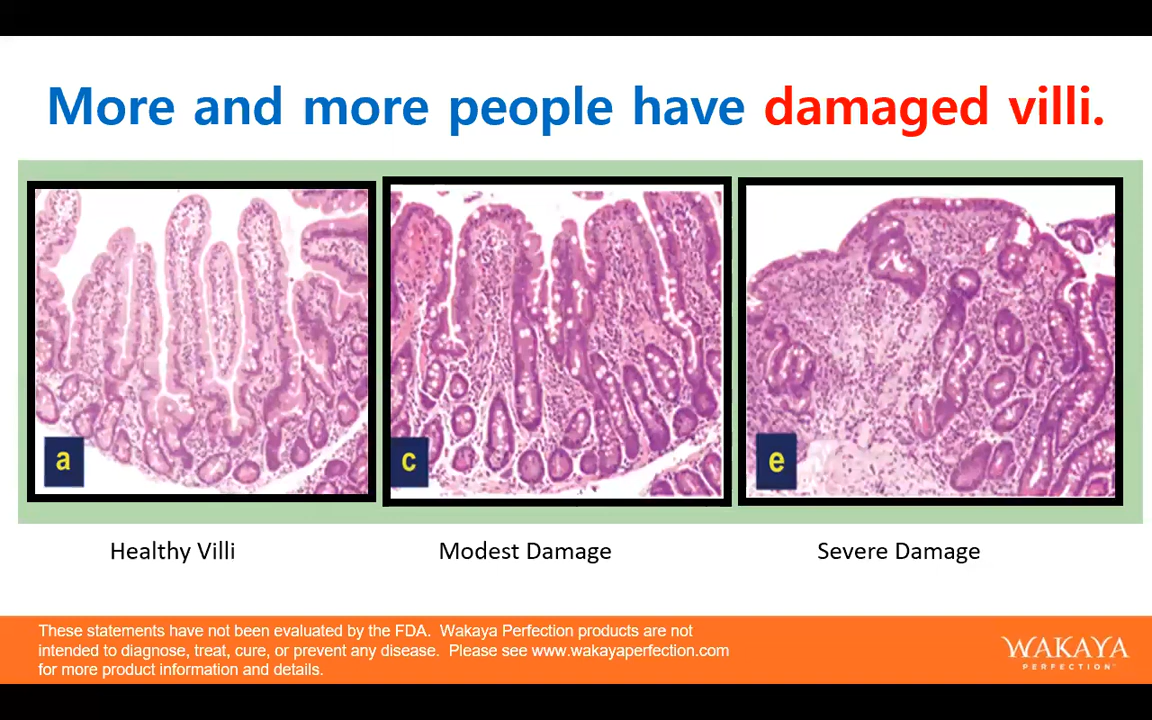 More and more people have damaged villi.
a
c
e
Healthy Villi
Modest Damage
Severe Damage
These statements have not been evaluated by the FDA.  Wakaya Perfection products are not
intended to diagnose, treat, cure, or prevent any disease.  Please see www.wakayaperfection.com
for more product information and details.
WAKAYA
PERFECTION